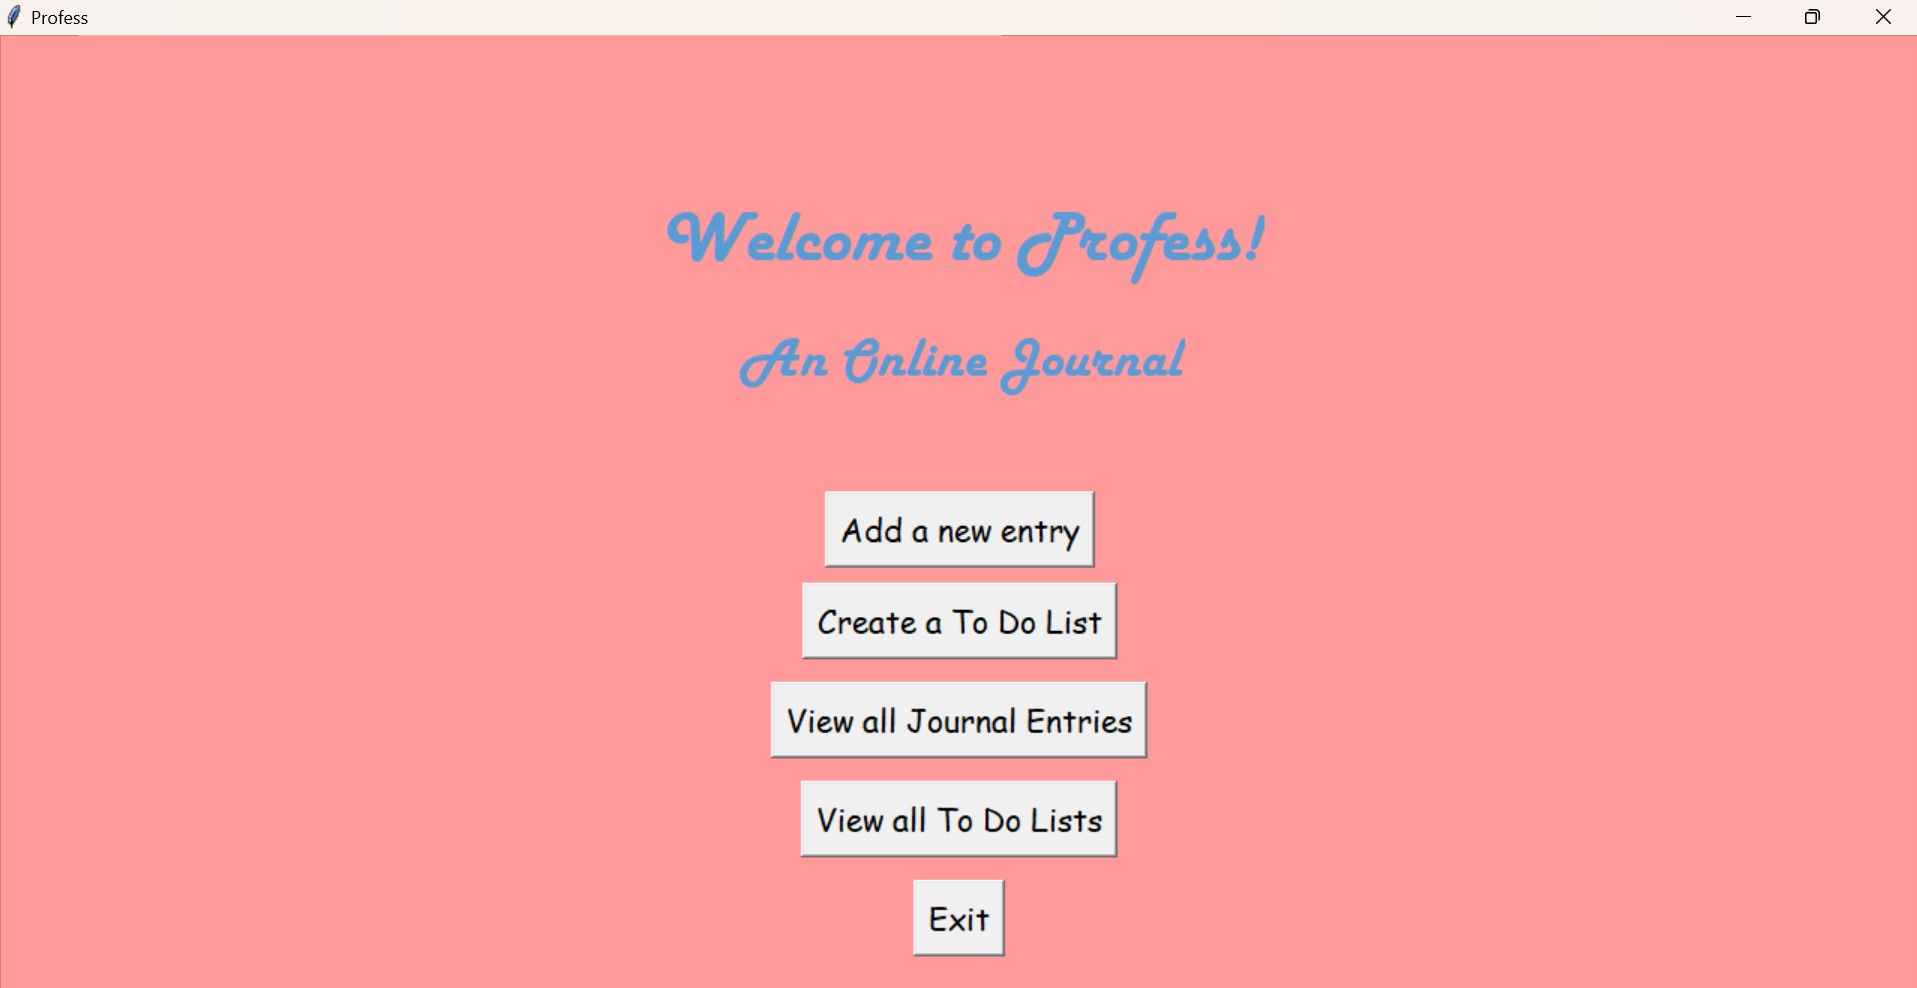 Profess
Welcome to Profess!
An Online Journal
Add a new entry
Create a To Do List
View all Journal Entries
View all To Do Lists
Exit